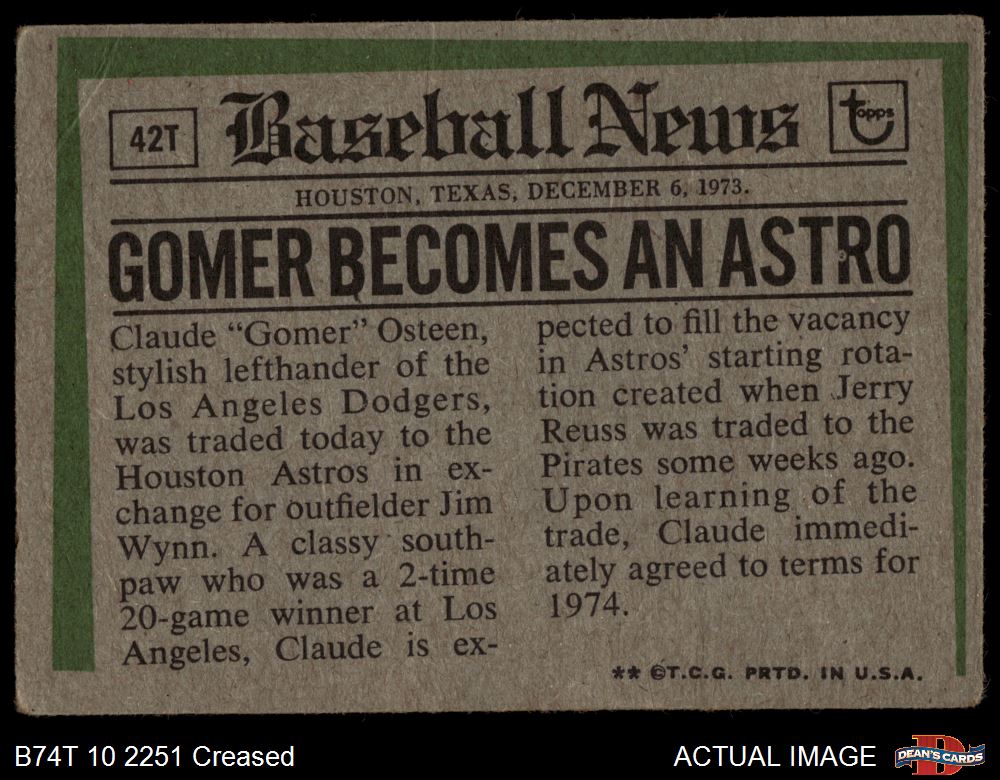 42T
Baseball News
topps
HOUSTON, TEXAS, DECEMBER 6, 1973.
GOMER BECOMES AN ASTRO
Claude “Gomer” Osteen,
stylish lefthander of the
Los Angeles Dodgers,
was traded today to the
Houston Astros in ex-
change for outfielder Jim
Wynn. A classy south-
paw who was a 2-time
20-game winner at Los
Angeles, Claude is ex-
pected to fill the vacancy
in Astros’ starting rota-
tion created when Jerry
Reuss was traded to the
Pirates some weeks ago.
Upon learning of the
trade, Claude immedi-
ately agreed to terms for
1974.
** ©T.C.G. PRTD. IN U.S.A.
B74T 10 2251 Creased
ACTUAL IMAGE
DEAN'S CARDS